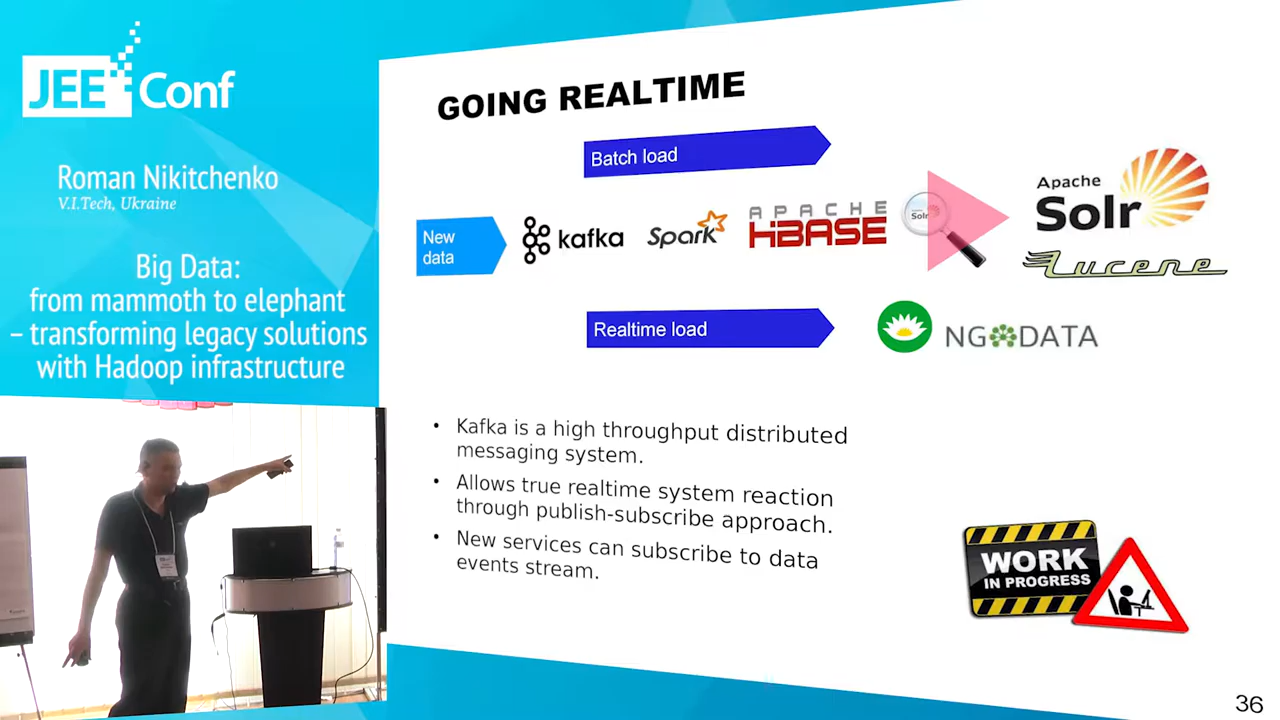 JEE Conf
Roman Nikitchenko
V.I.Tech, Ukraine
Big Data:
from mammoth to elephant
– transforming legacy solutions
with Hadoop infrastructure
GOING REALTIME
Batch load
New
data
kafka
Spark
APACHE
HBASE
Solr
Apache
Solr
Lucene
Realtime load
NGDATA
• Kafka is a high throughput distributed
messaging system.
• Allows true realtime system reaction
through publish-subscribe approach.
• New services can subscribe to data
events stream.
WORK
IN PROGRESS
36